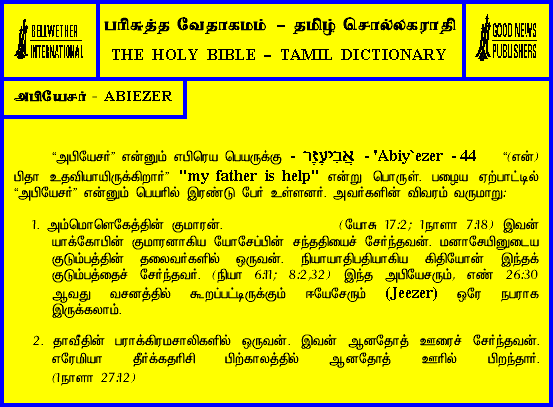 BELLWETHER
INTERNATIONAL
பரிசுத்த வேதாகமம் – தமிழ் சொல்லகராதி
THE HOLY BIBLE – TAMIL DICTIONARY
GOOD NEWS
PUBLISHERS
அபியேசர் - ABIEZER
“அபியேசர்” என்னும் எபிரெய பெயருக்கு - אֲבִיעֶזֶר - 'Abiy`ezer - 44 “(என்)
பிதா உதவியாயிருக்கிறார்” "my father is help" என்று பொருள். பழைய ஏற்பாட்டில்
“அபியேசர்” என்னும் பெயரில் இரண்டு பேர் உள்ளனர். அவர்களின் விவரம் வருமாறு:
1. அம்மொளெகேத்தின் குமாரன். (யோசு 17:2; 1நாளா 7:18) இவன்
யாக்கோபின் குமாரனாகிய யோசேப்பின் சந்ததியைச் சேர்ந்தவன். மனாசேயினுடைய
குடும்பத்தின் தலைவர்களில் ஒருவன். நியாயாதிபதியாகிய கிதியோன் இந்தக்
குடும்பத்தைச் சேர்ந்தவர். (நியா 6:11; 8:2,32) இந்த அபியேசரும், எண் 26:30
ஆவது வசனத்தில் கூறப்பட்டிருக்கும் ஈயேசேரும் (Jeezer) ஒரே நபராக
இருக்கலாம்.
2. தாவீதின் பராக்கிரமசாலிகளில் ஒருவன். இவன் ஆனதோத் ஊரைச் சேர்ந்தவன்.
எரேமியா தீர்க்கதரிசி பிற்காலத்தில் ஆனதோத் ஊரில் பிறந்தார்.
(1நாளா 27:12)